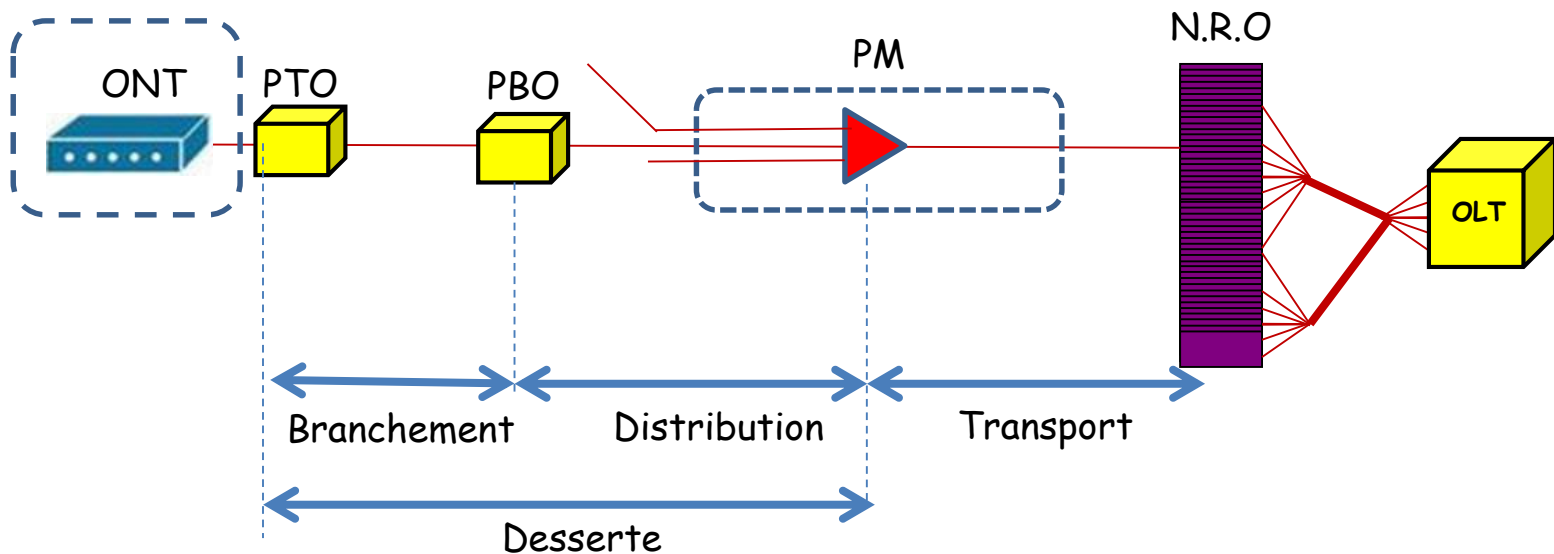 N.R.O
PM
ONT
PTO
PBO
OLT
Branchement
Distribution
Transport
Desserte